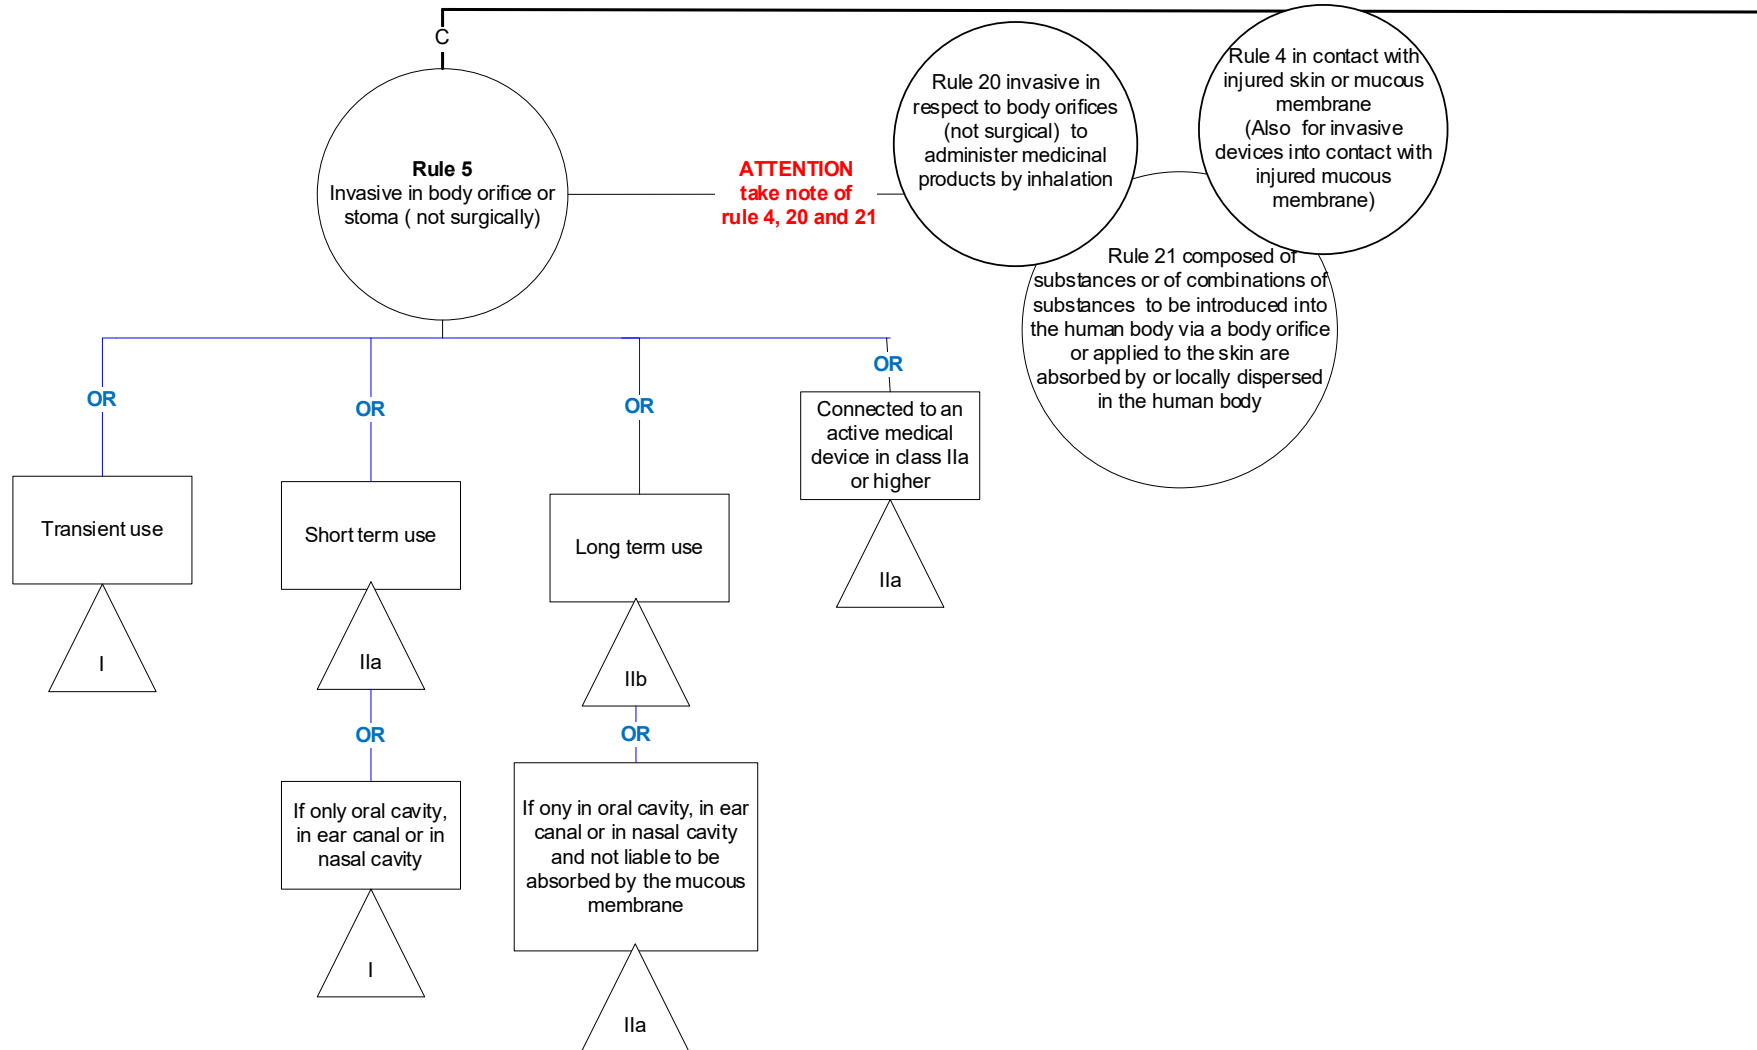 C
Rule 5
Invasive in body orifice or
stoma ( not surgically)
ATTENTION
take note of
rule 4, 20 and 21
Rule 20 invasive in
respect to body orifices
(not surgical) to
administer medicinal
products by inhalation
Rule 4 in contact with
injured skin or mucous
membrane
(Also for invasive
devices into contact with
injured mucous
membrane)
Rule 21 composed of
substances or of combinations of
substances to be introduced into
the human body via a body orifice
or applied to the skin are
absorbed by or locally dispersed
in the human body
OR
OR
OR
OR
Transient use
I
Short term use
IIa
OR
If only oral cavity,
in ear canal or in
nasal cavity
I
Long term use
IIb
OR
If ony in oral cavity, in ear
canal or in nasal cavity
and not liable to be
absorbed by the mucous
membrane
IIa
Connected to an
active medical
device in class IIa
or higher
IIa